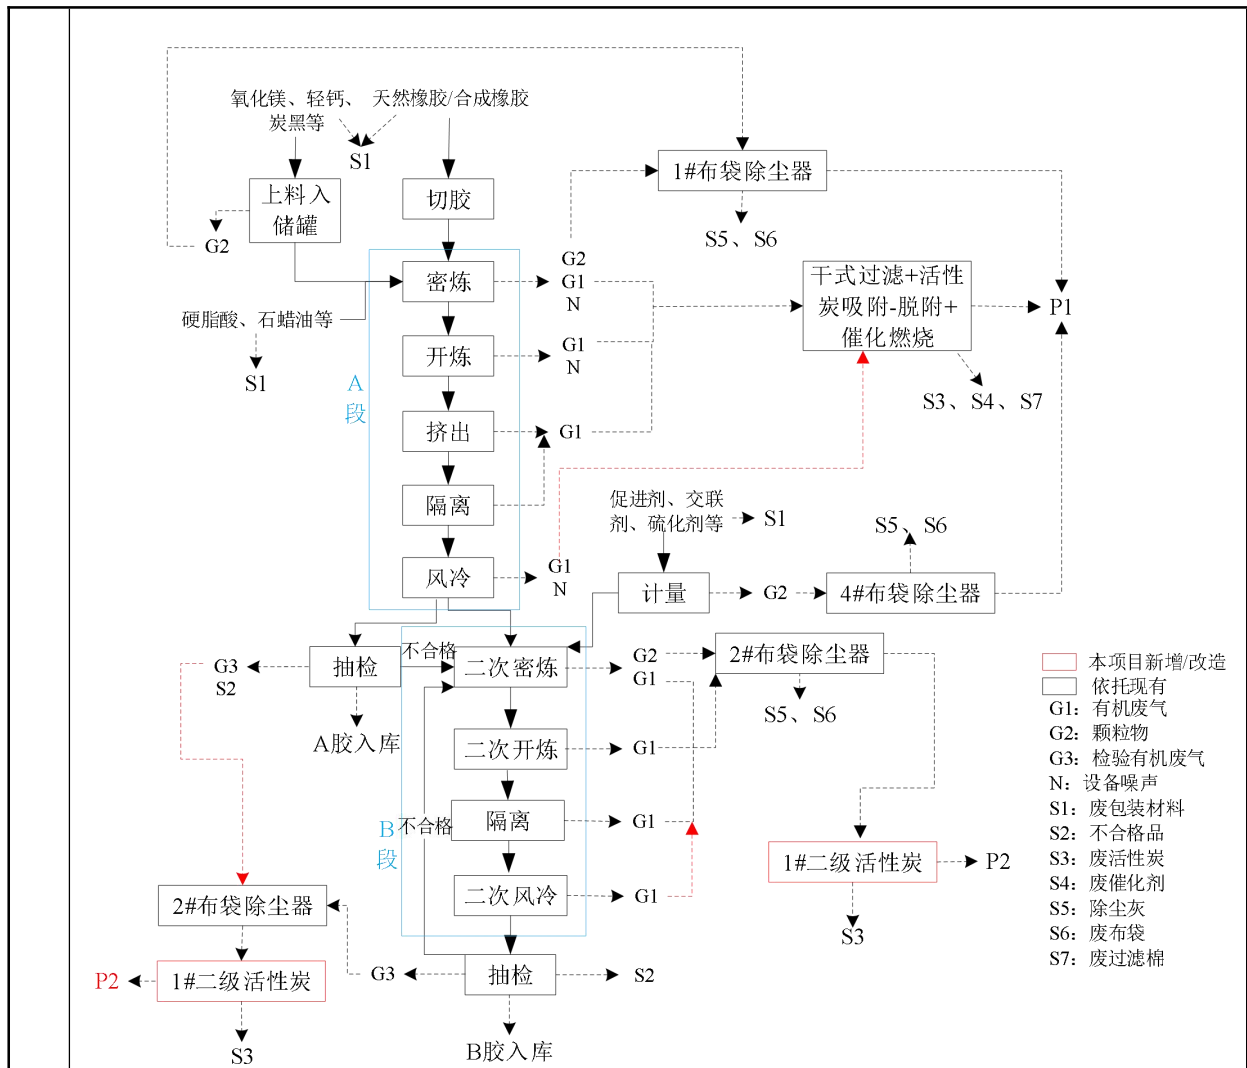 氧化镁、轻钙、
炭黑等
天然橡胶/合成橡胶
S1
上料入
储罐
切胶
G2
1#布袋除尘器
S5、S6
密炼
G2
G1
N
干式过滤+活性
炭吸附-脱附+
催化燃烧
P1
硬脂酸、石蜡油等
S1
开炼
G1
N
S3、S4、S7
A
段
挤出
G1
隔离
促进剂、交联
剂、硫化剂等
S1
S5、S6
风冷
G1
N
计量
G2
4#布袋除尘器
G3
S2
抽检
不合格
二次密炼
G2
G1
2#布袋除尘器
S5、S6
A胶入库
二次开炼
G1
B
段
不合格
隔离
G1
1#二级活性炭
P2
S3
二次风冷
G1
2#布袋除尘器
1#二级活性炭
P2
S3
G3
抽检
S2
B胶入库
本项目新增/改造
依托现有
G1：有机废气
G2：颗粒物
G3：检验有机废气
N：设备噪声
S1：废包装材料
S2：不合格品
S3：废活性炭
S4：废催化剂
S5：除尘灰
S6：废布袋
S7：废过滤棉